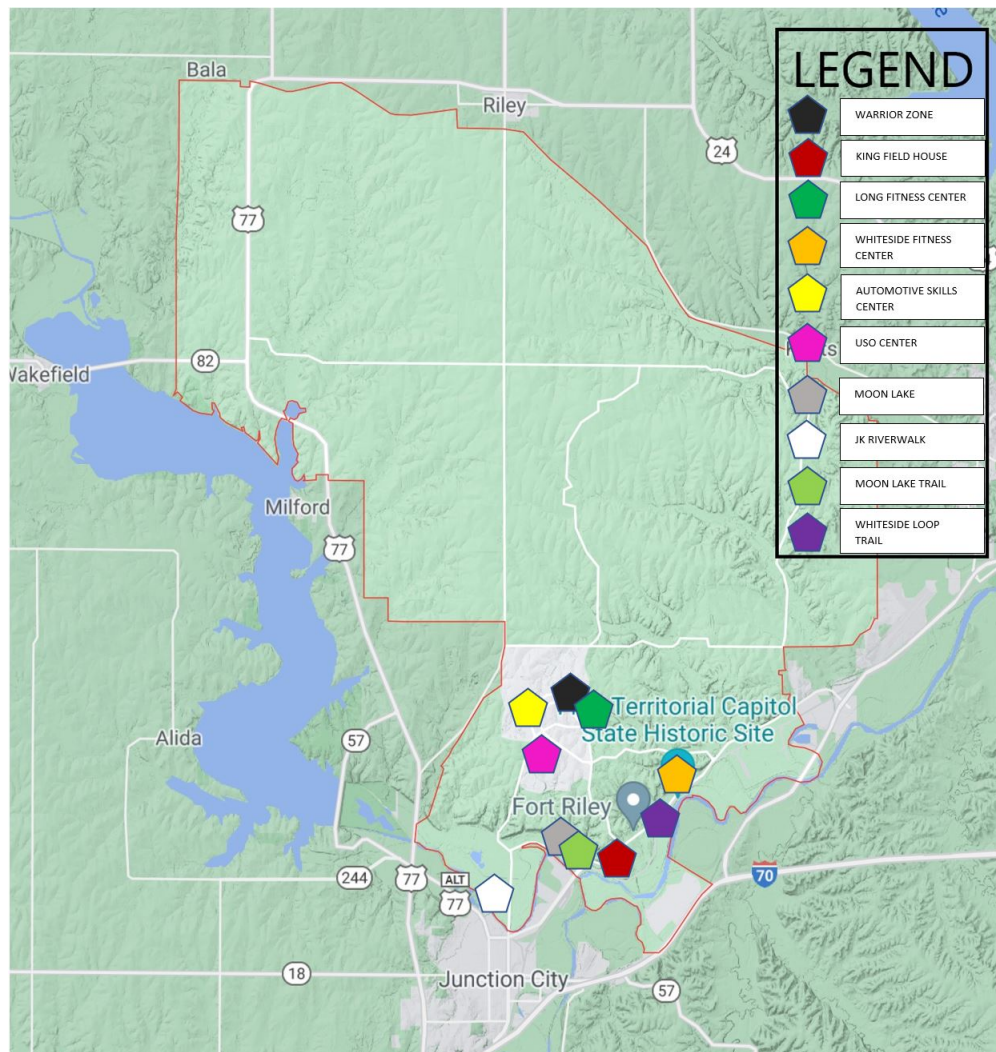 LEGEND
WARRIOR ZONE
KING FIELD HOUSE
LONG FITNESS CENTER
WHITESIDE FITNESS
CENTER
AUTOMOTIVE SKILLS
CENTER
USO CENTER
MOON LAKE
JK RIVERWALK
MOON LAKE TRAIL
WHITESIDE LOOP
TRAIL
Bala
Riley
24
77
82
Wakefield
Milford
77
Territorial Capitol
State Historic Site
57
Alida
Fort Riley
244
77
ALT
77
70
18
Junction City
57